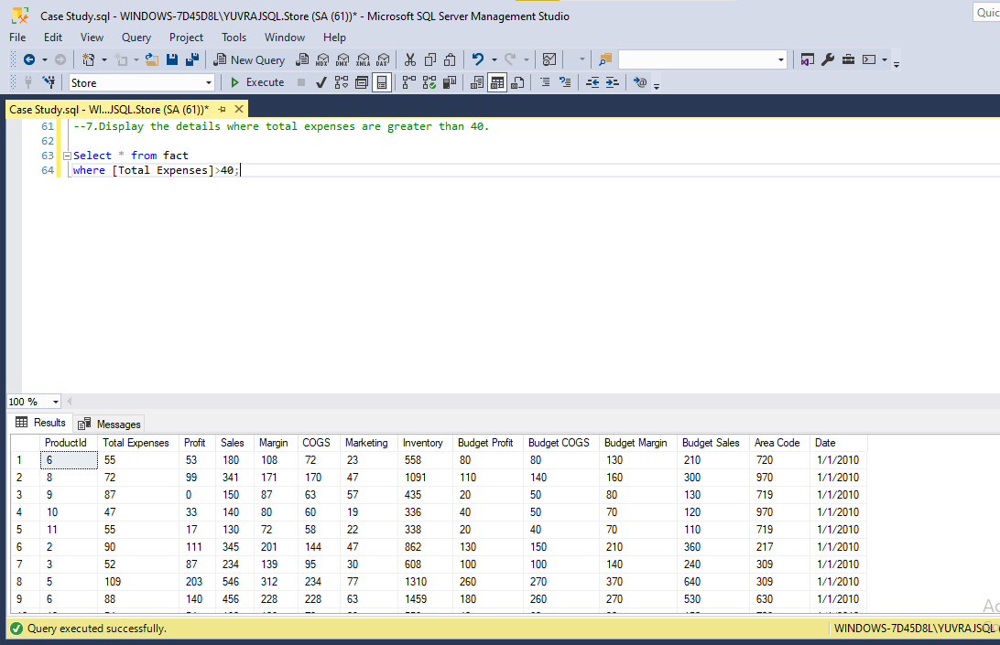 Case Study.sql - WINDOWS-7D45D8L\YUVRAJSQL.Store (SA (61))* - Microsoft SQL Server Management Studio
Quic
File Edit View Query Project Tools Window Help
New Query MDX DMX XMLA DAX
Store Execute
Case Study.sql - WI...JSQL.Store (SA (61))*
61 --7.Display the details where total expenses are greater than 40.
62
63 Select * from fact
64 where [Total Expenses]>40;
100 %
Results Messages
ProductId Total Expenses Profit Sales Margin COGS Marketing Inventory Budget Profit Budget COGS Budget Margin Budget Sales Area Code Date
1 6 55 53 180 108 72 23 558 80 80 130 210 720 1/1/2010
2 8 72 99 341 171 170 47 1091 110 140 160 300 970 1/1/2010
3 9 87 0 150 87 63 57 435 20 50 80 130 719 1/1/2010
4 10 47 33 140 80 60 19 336 40 50 70 120 970 1/1/2010
5 11 55 17 130 72 58 22 338 20 40 70 110 719 1/1/2010
6 2 90 111 345 201 144 47 862 130 150 210 360 217 1/1/2010
7 3 52 87 234 139 95 30 608 100 100 140 240 309 1/1/2010
8 5 109 203 546 312 234 77 1310 260 270 370 640 309 1/1/2010
9 6 88 140 456 228 228 63 1459 180 260 270 530 630 1/1/2010
Query executed successfully.
WINDOWS-7D45D8L\YUVRAJSQL